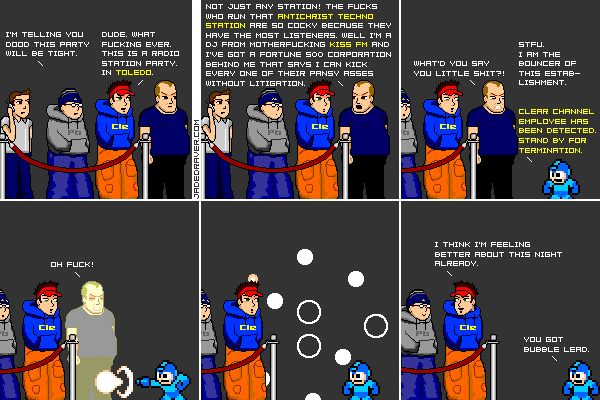 I'M TELLING YOU
DOOD THIS PARTY
WILL BE TIGHT.
DUDE. WHAT
FUCKING EVER.
THIS IS A RADIO
STATION PARTY.
IN TOLEDO.
Pb
Cle
JADEDRAVER.COM
NOT JUST ANY STATION! THE FUCKS
WHO RUN THAT ANTICHRIST TECHNO
STATION ARE SO COCKY BECAUSE THEY
HAVE THE MOST LISTENERS. WELL I'M A
DJ FROM MOTHERFUCKING KISS FM AND
I'VE GOT A FORTUNE 500 CORPORATION
BEHIND ME THAT SAYS I CAN KICK
EVERY ONE OF THEIR PANSY ASSES
WITHOUT LITIGATION.
Pb
Cle
WHAT'D YOU SAY
YOU LITTLE SHIT?!
STFU.
I AM THE
BOUNCER OF
THIS ESTAB-
LISHMENT.
CLEAR CHANNEL
EMPLOYEE HAS
BEEN DETECTED.
STAND BY FOR
TERMINATION.
Cle
OH FUCK!
Cle
Cle
I THINK I'M FEELING
BETTER ABOUT THIS NIGHT
ALREADY.
YOU GOT
BUBBLE LEAD.
Pb
Cle